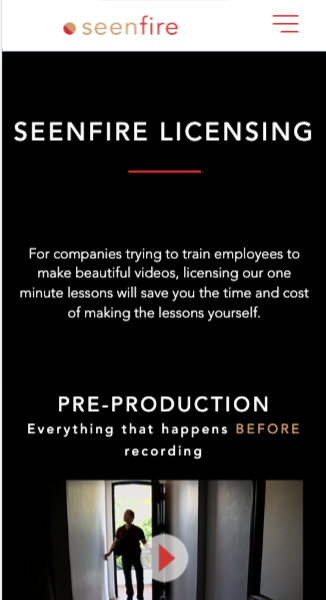 seenfire
SEENFIRE LICENSING
For companies trying to train employees to
make beautiful videos, licensing our one
minute lessons will save you the time and cost
of making the lessons yourself.
PRE-PRODUCTION
Everything that happens BEFORE
recording